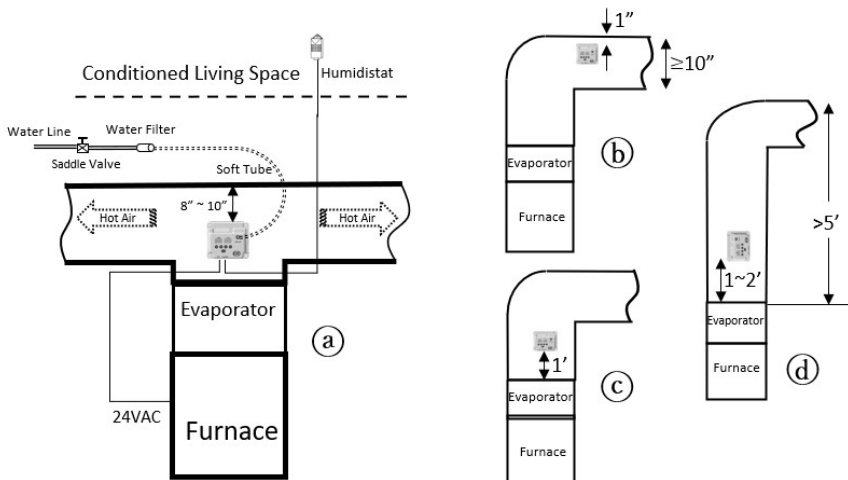 Conditioned Living Space
Humidistat
Water Line
Water Filter
Saddle Valve
Soft Tube
8” ~ 10”
Hot Air
Hot Air
Evaporator
a
24VAC
Furnace
1”
≥10”
Evaporator
b
Furnace
1’
Evaporator
c
Furnace
>5’
1~2’
Evaporator
Furnace
d